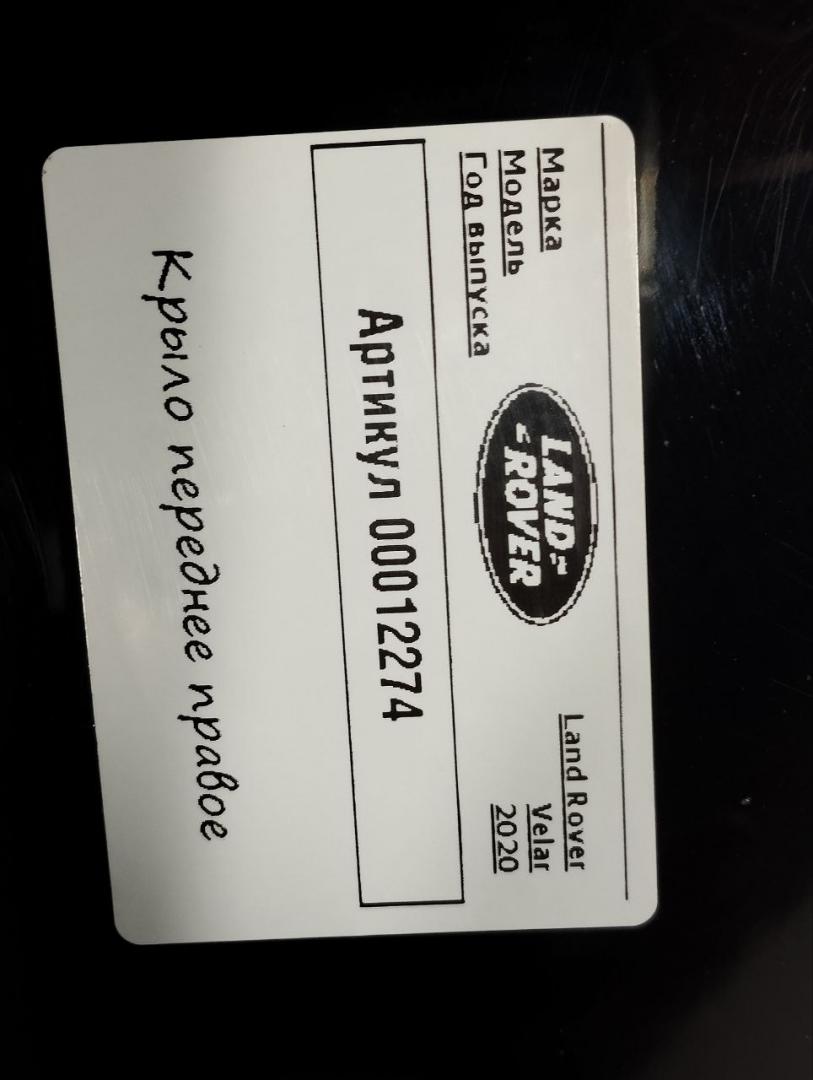 Марка Land Rover
Модель Velar
Год выпуска 2020
LAND
ROVER
Артикул 00012274
Крыло переднее правое